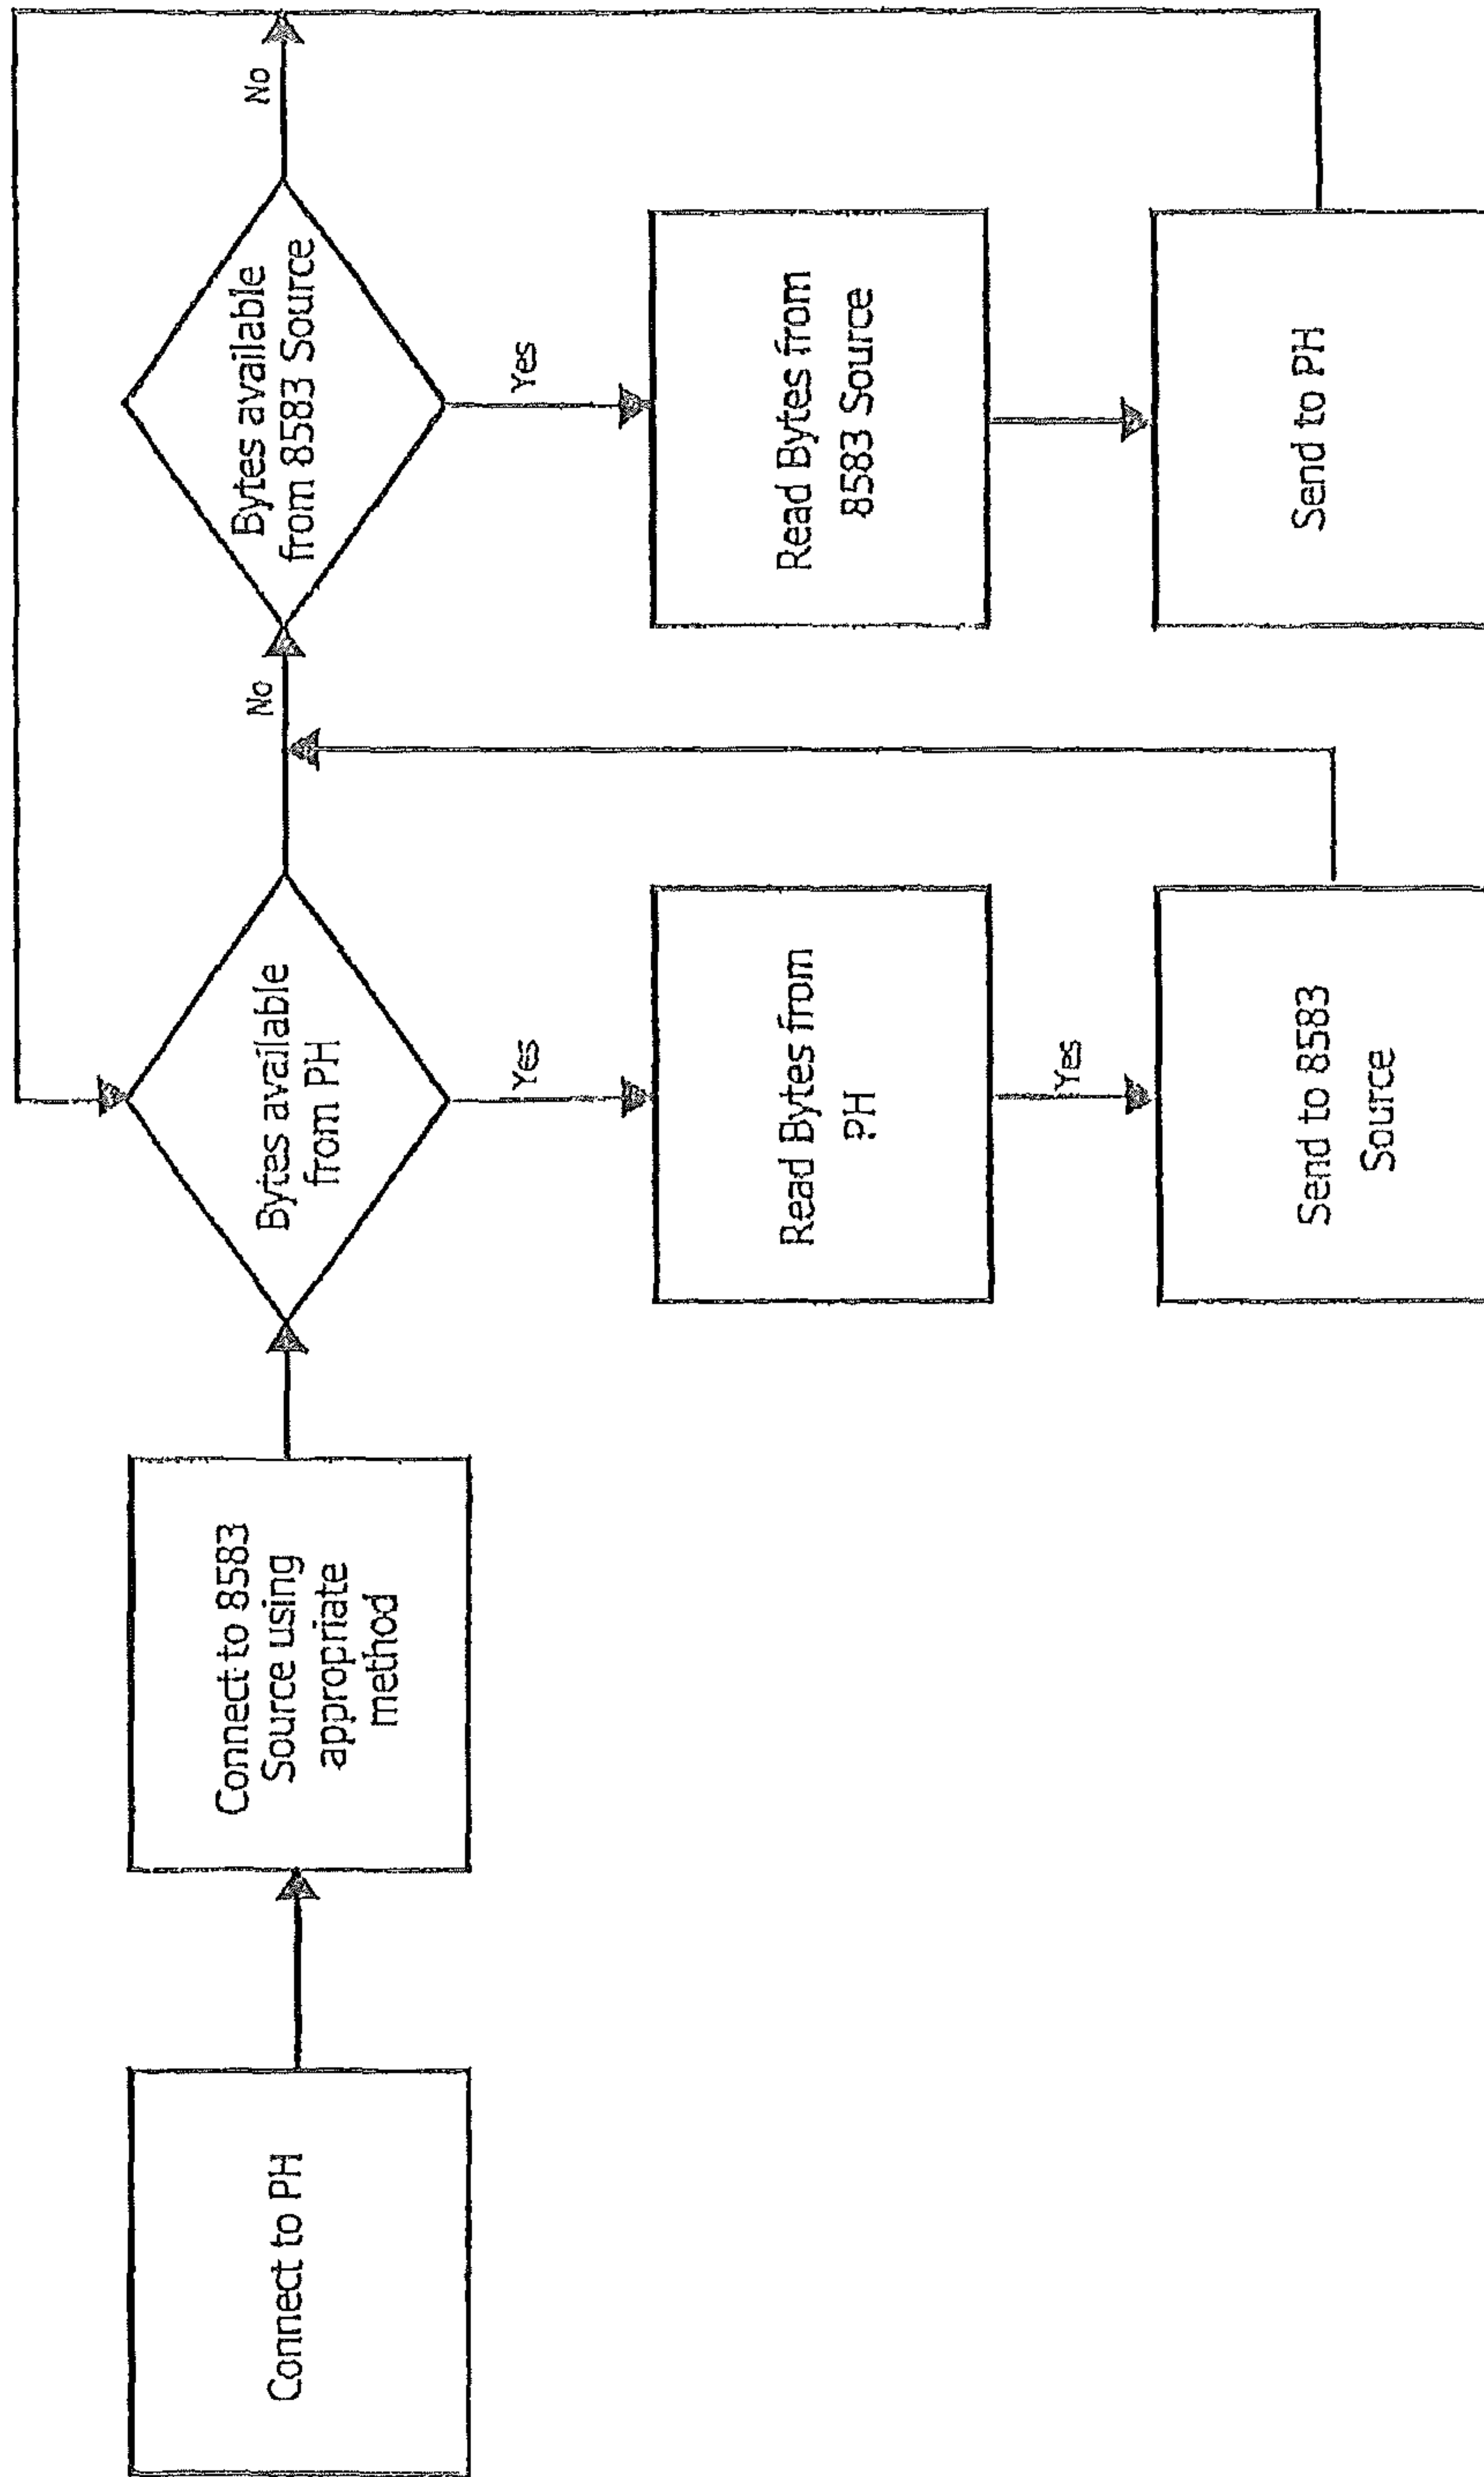 Connect to PH
Connect to 8583
Source using
appropriate
method
Bytes available
from PH
No
Bytes available
from 8583 Source
No
Yes
Read Bytes from
PH
Yes
Send to 8583
Source
Yes
Read Bytes from
8583 Source
Send to PH